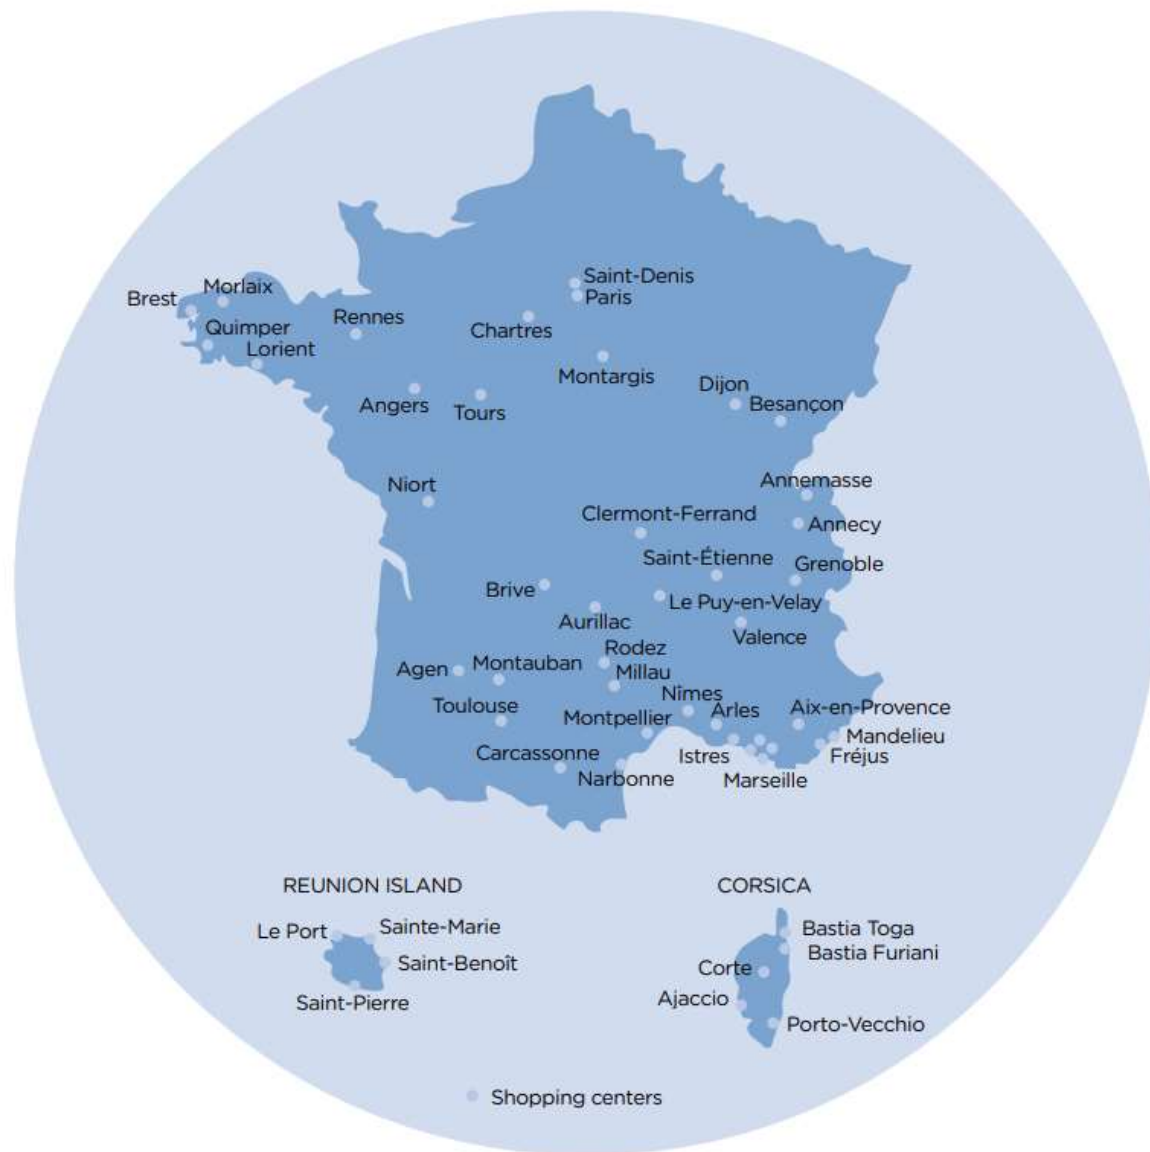 Saint-Denis
Paris
Morlaix
Brest
Rennes
Quimper
Chartres
Lorient
Montargis
Dijon
Besançon
Angers
Tours
Annemasse
Niort
Clermont-Ferrand
Annecy
Saint-Étienne
Grenoble
Brive
Le Puy-en-Velay
Aurillac
Valence
Rodez
Agen
Montauban
Millau
Nîmes
Toulouse
Montpellier
Arles
Aix-en-Provence
Mandelieu
Carcassonne
Istres
Fréjus
Narbonne
Marseille
REUNION ISLAND
Le Port
Sainte-Marie
Saint-Benoît
Saint-Pierre
CORSICA
Bastia Toga
Bastia Furiani
Corte
Ajaccio
Porto-Vecchio
Shopping centers